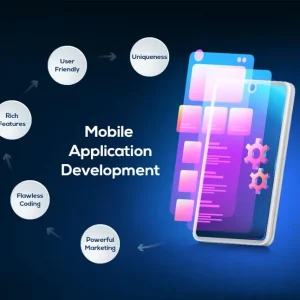 Uniqueness
User
Friendly
Rich
Features
Mobile
Application
Development
Flawless
Coding
Powerful
Marketing